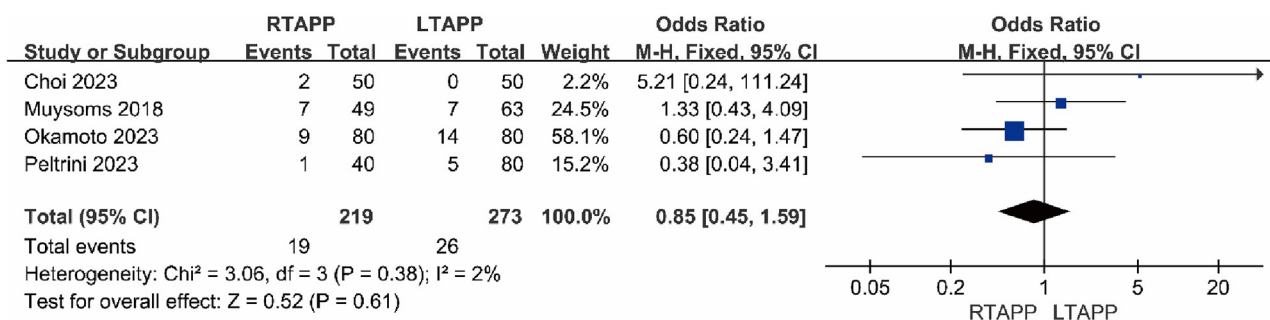 RTAPP LTAPP Odds Ratio Odds Ratio
Study or Subgroup Events Total Events Total Weight M-H, Fixed, 95% CI M-H, Fixed, 95% CI
Choi 2023 2 50 0 50 2.2% 5.21 [0.24, 111.24]
Muysoms 2018 7 49 7 63 24.5% 1.33 [0.43, 4.09]
Okamoto 2023 9 80 14 80 58.1% 0.60 [0.24, 1.47]
Peltrini 2023 1 40 5 80 15.2% 0.38 [0.04, 3.41]
Total (95% CI) 219 273 100.0% 0.85 [0.45, 1.59]
Total events 19 26
Heterogeneity: Chi² = 3.06, df = 3 (P = 0.38); I² = 2%
Test for overall effect: Z = 0.52 (P = 0.61)
0.05 0.2 1 5 20
RTAPP LTAPP